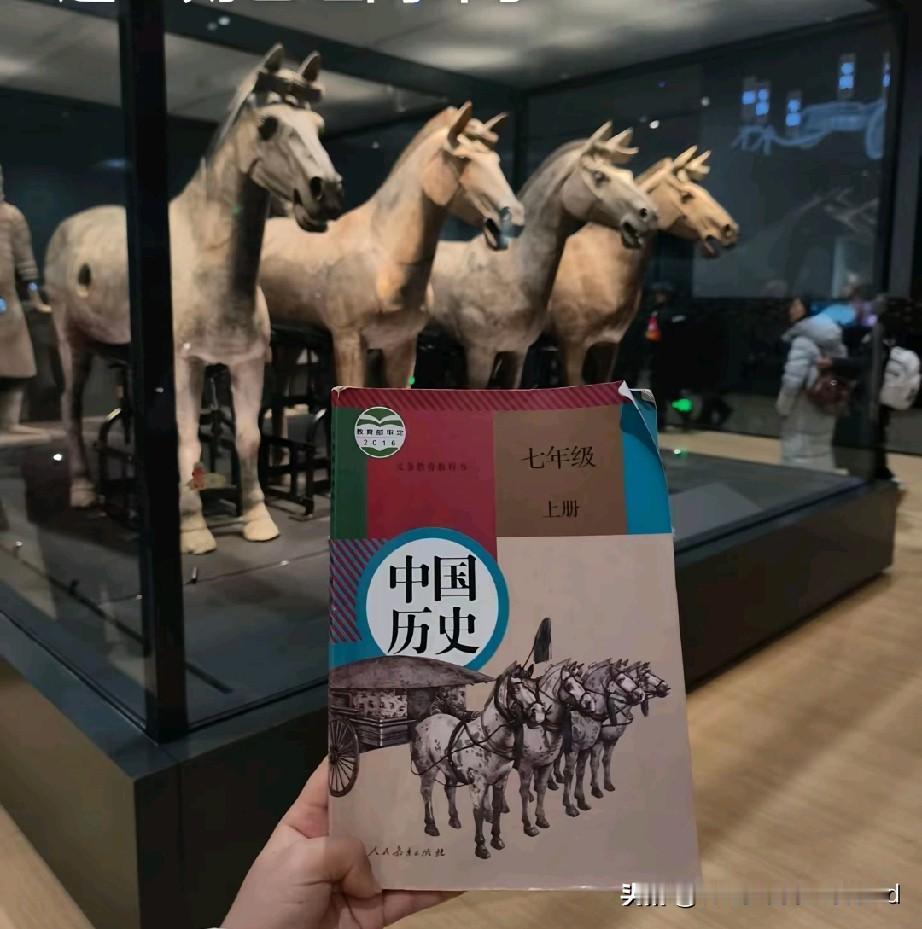 教育部审定
2016
义务教育教科书
七年级
上册
中国
历史
人民教育出版社